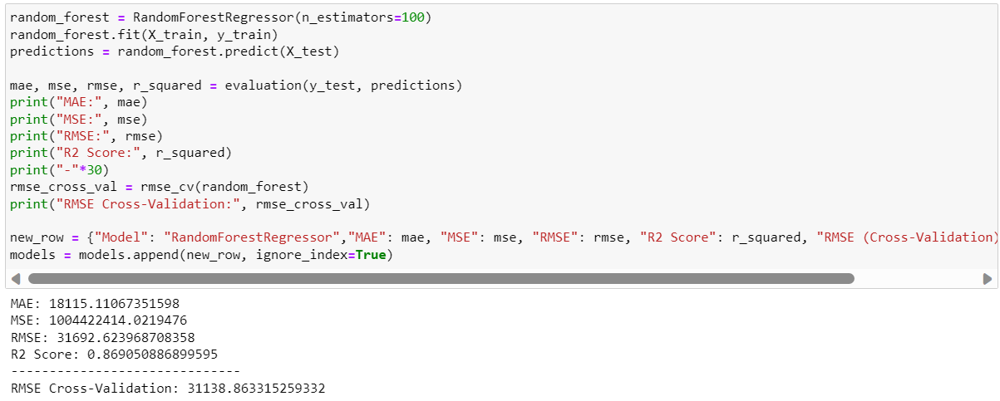 random_forest = RandomForestRegressor(n_estimators=100)
random_forest.fit(X_train, y_train)
predictions = random_forest.predict(X_test)
mae, mse, rmse, r_squared = evaluation(y_test, predictions)
print("MAE:", mae)
print("MSE:", mse)
print("RMSE:", rmse)
print("R2 Score:", r_squared)
print("-"*30)
rmse_cross_val = rmse_cv(random_forest)
print("RMSE Cross-Validation:", rmse_cross_val)
new_row = {"Model": "RandomForestRegressor","MAE": mae, "MSE": mse, "RMSE": rmse, "R2 Score": r_squared, "RMSE (Cross-Validation)
models = models.append(new_row, ignore_index=True)
MAE: 18115.11067351598
MSE: 1004422414.0219476
RMSE: 31692.623968708358
R2 Score: 0.869050886899595
------------------------------
RMSE Cross-Validation: 31138.863315259332